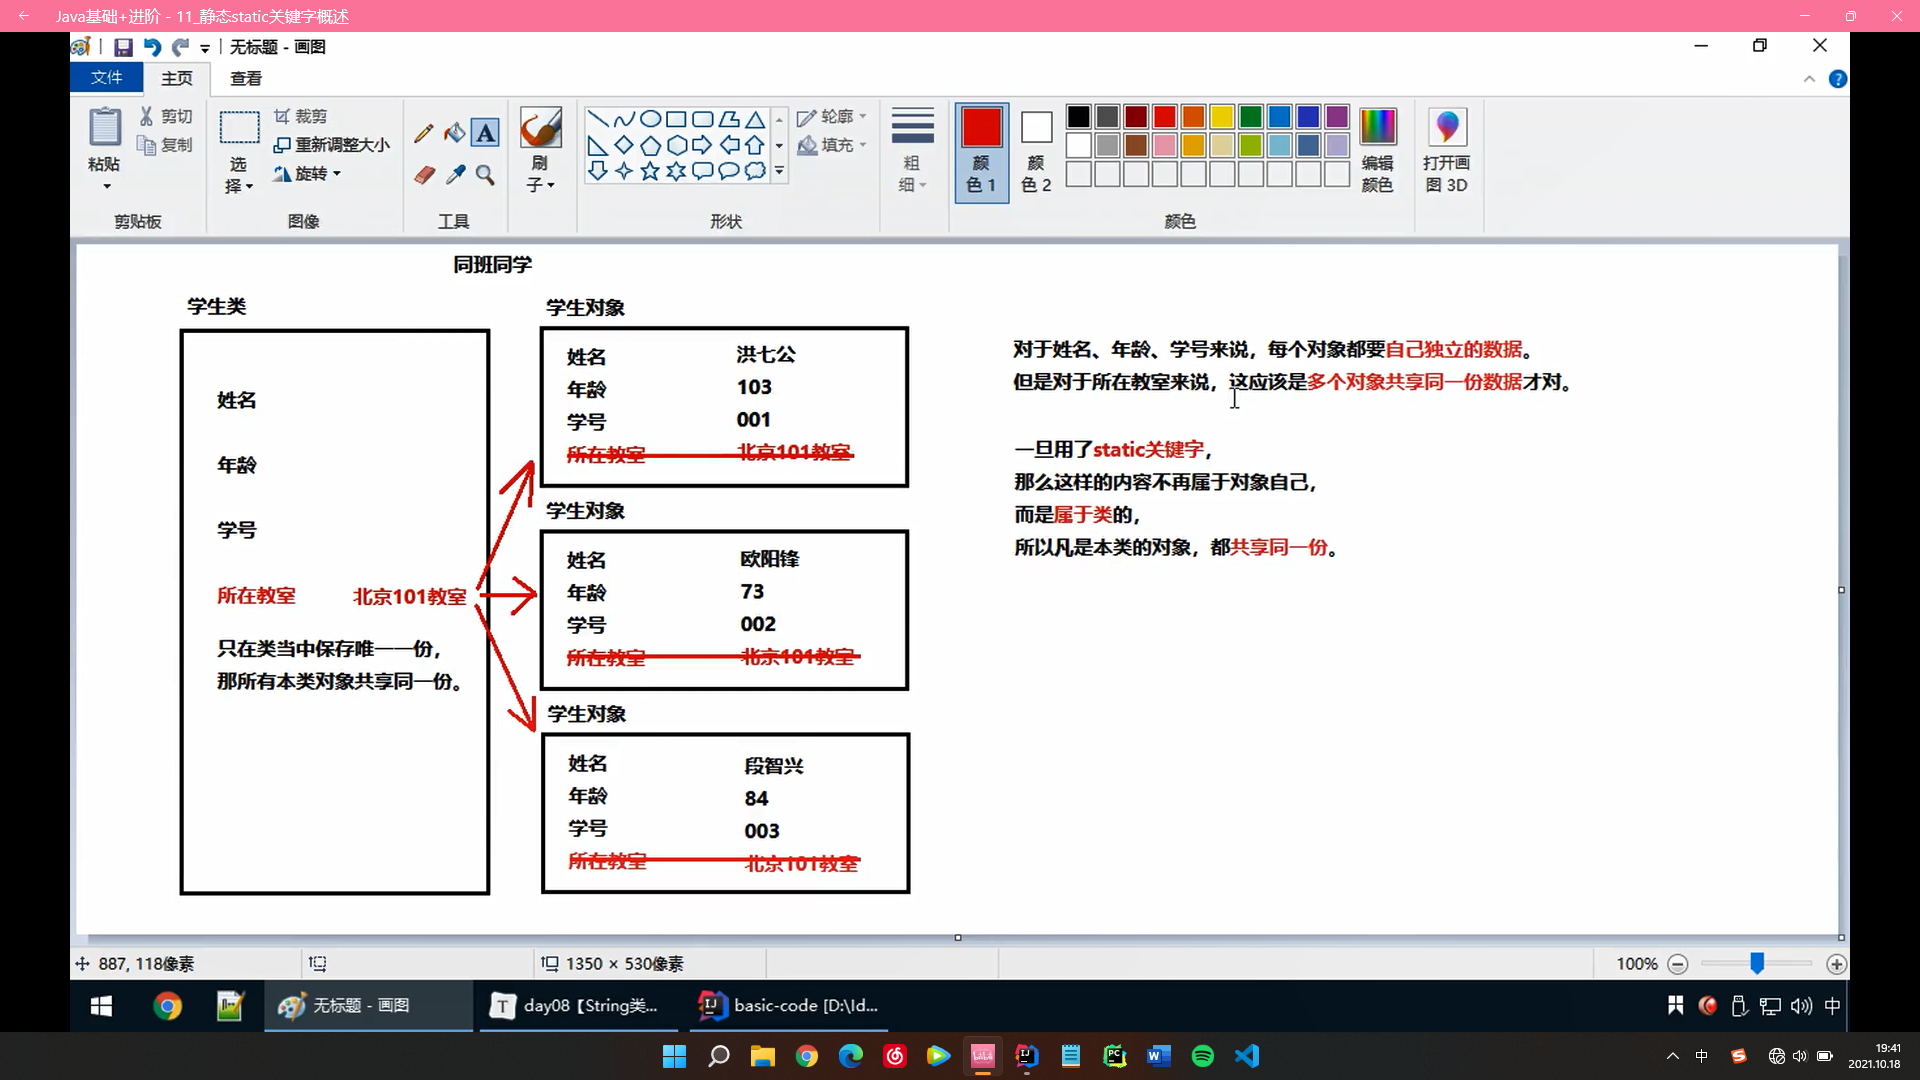 Java基础+进阶 - 11_静态static关键字概述
无标题 - 画图
文件
主页
查看
粘贴
剪切
复制
剪贴板
选择
裁剪
重新调整大小
旋转
图像
A
工具
刷子
形状
轮廓
填充
粗细
颜色 1
颜色 2
编辑颜色
颜色
打开画图 3D
同班同学
学生类
姓名
年龄
学号
所在教室 北京101教室
只在类当中保存唯一一份，
那所有本类对象共享同一份。
学生对象
姓名 洪七公
年龄 103
学号 001
所在教室 北京101教室
学生对象
姓名 欧阳锋
年龄 73
学号 002
所在教室 北京101教室
学生对象
姓名 段智兴
年龄 84
学号 003
所在教室 北京101教室
对于姓名、年龄、学号来说，每个对象都要自己独立的数据。
但是对于所在教室来说，这应该是多个对象共享同一份数据才对。
一旦用了static关键字，
那么这样的内容不再属于对象自己，
而是属于类的，
所以凡是本类的对象，都共享同一份。
887, 118像素
1350 × 530像素
100%
无标题 - 画图
day08【String类...
basic-code [D:\Id...
中
中
19:41
2021.10.18